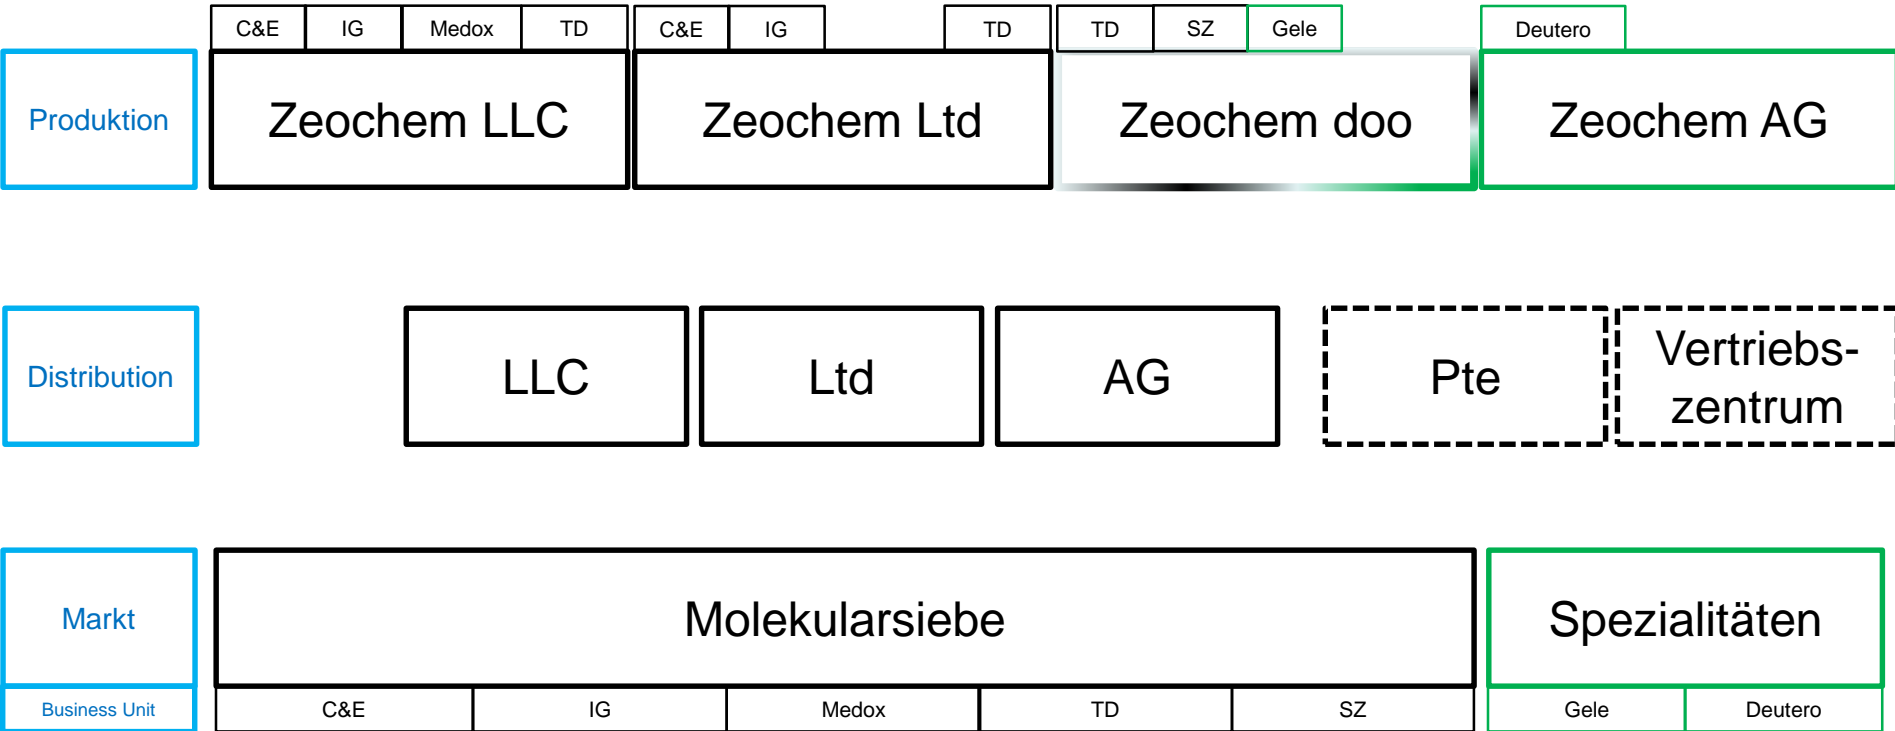 C&E IG Medox TD C&E IG TD TD SZ Gele Deutero
Produktion Zeochem LLC Zeochem Ltd Zeochem doo Zeochem AG
Distribution LLC Ltd AG Pte Vertriebs-
zentrum
Markt Molekularsiebe Spezialitäten
Business Unit C&E IG Medox TD SZ Gele Deutero